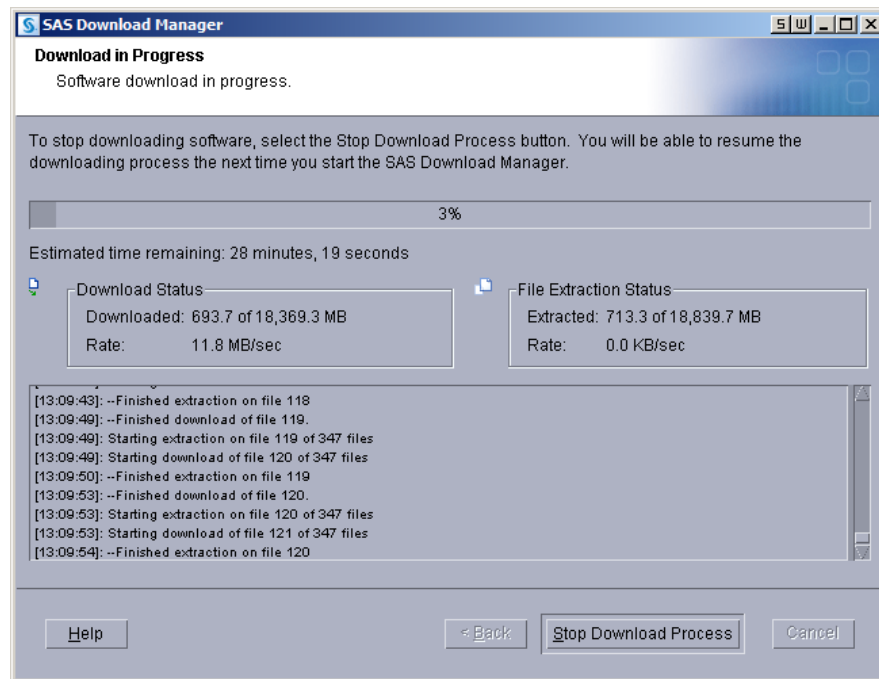 SAS Download Manager
Download in Progress
Software download in progress.
To stop downloading software, select the Stop Download Process button. You will be able to resume the
downloading process the next time you start the SAS Download Manager.
3%
Estimated time remaining: 28 minutes, 19 seconds
Download Status
Downloaded: 693.7 of 18,369.3 MB
Rate: 11.8 MB/sec
File Extraction Status
Extracted: 713.3 of 18,839.7 MB
Rate: 0.0 KB/sec
[13:09:43]: --Finished extraction on file 118
[13:09:49]: --Finished download of file 119.
[13:09:49]: Starting extraction on file 119 of 347 files
[13:09:49]: Starting download of file 120 of 347 files
[13:09:50]: --Finished extraction on file 119
[13:09:53]: --Finished download of file 120.
[13:09:53]: Starting extraction on file 120 of 347 files
[13:09:53]: Starting download of file 121 of 347 files
[13:09:54]: --Finished extraction on file 120
Help
< Back
Stop Download Process
Cancel